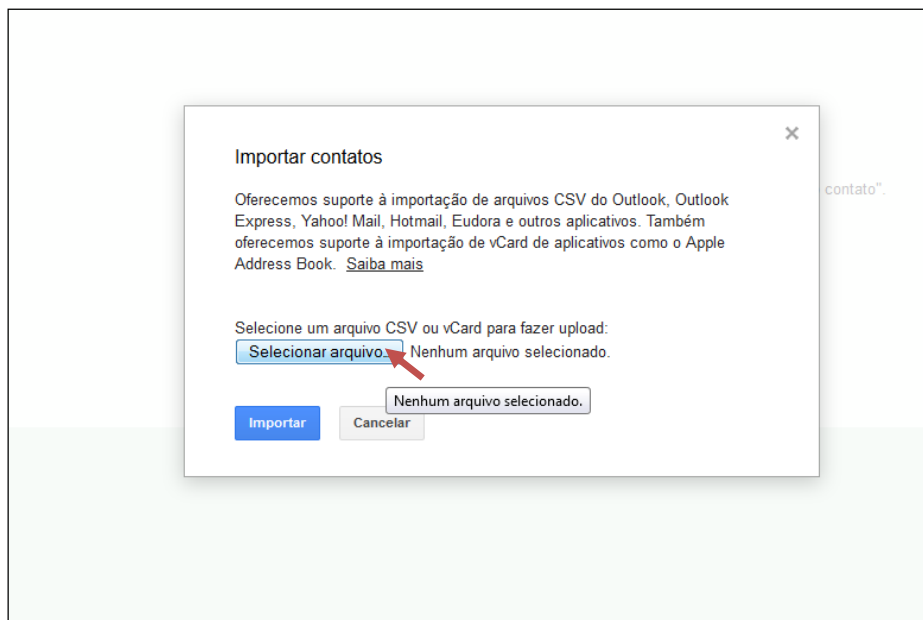 ×
Importar contatos
contato".
Oferecemos suporte à importação de arquivos CSV do Outlook, Outlook
Express, Yahoo! Mail, Hotmail, Eudora e outros aplicativos. Também
oferecemos suporte à importação de vCard de aplicativos como o Apple
Address Book. Saiba mais
Selecione um arquivo CSV ou vCard para fazer upload:
Selecionar arquivo... Nenhum arquivo selecionado.
Nenhum arquivo selecionado.
Importar Cancelar